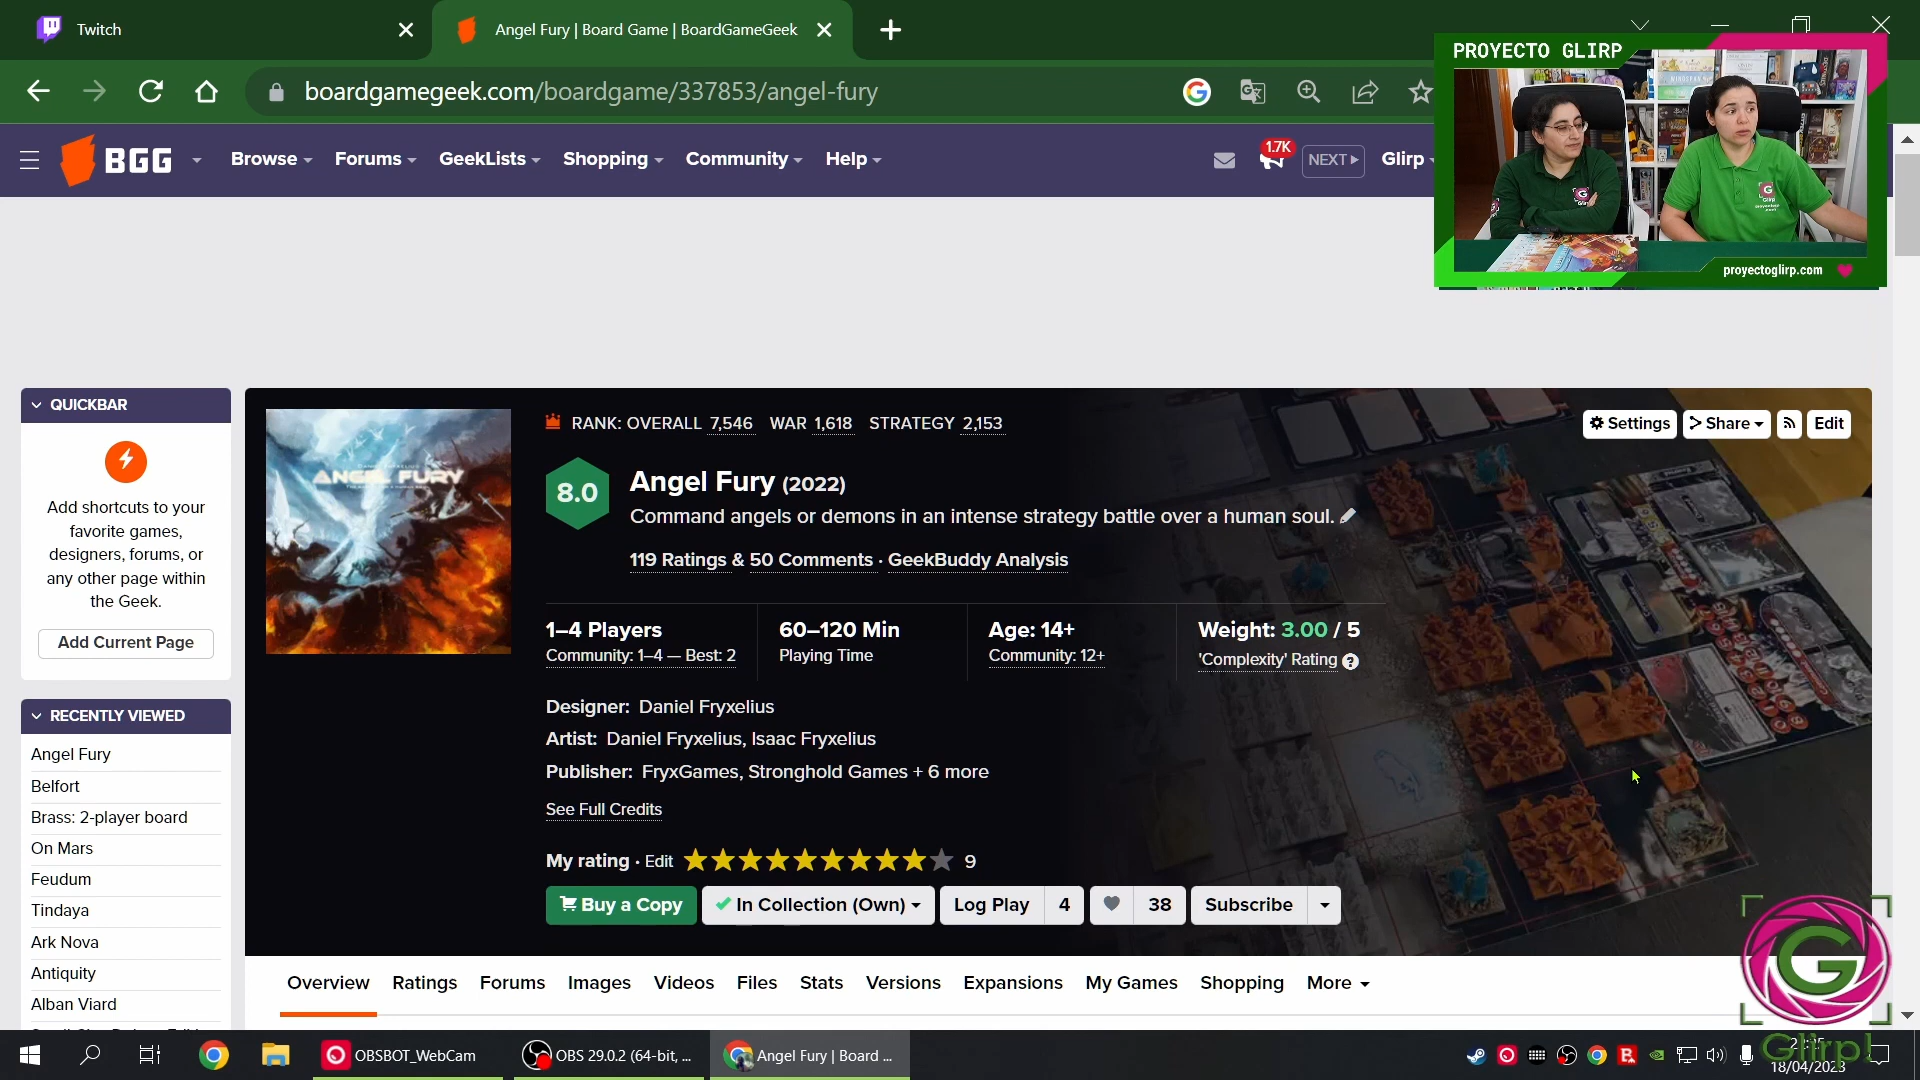 Twitch
Angel Fury | Board Game | BoardGameGeek
boardgamegeek.com/boardgame/337853/angel-fury
PROYECTO GLIRP
proyectoglirp.com
BGG
Browse
Forums
GeekLists
Shopping
Community
Help
1.7K
NEXT
Glirp
QUICKBAR
Add shortcuts to your
favorite games,
designers, forums, or
any other page within
the Geek.
Add Current Page
RECENTLY VIEWED
Angel Fury
Belfort
Brass: 2-player board
On Mars
Feudum
Tindaya
Ark Nova
Antiquity
Alban Viard
ANGEL FURY
RANK: OVERALL 7,546 WAR 1,618 STRATEGY 2,153
Settings
Share
Edit
8.0
Angel Fury (2022)
Command angels or demons in an intense strategy battle over a human soul.
119 Ratings & 50 Comments · GeekBuddy Analysis
1–4 Players
Community: 1–4 — Best: 2
60–120 Min
Playing Time
Age: 14+
Community: 12+
Weight: 3.00 / 5
'Complexity' Rating ?
Designer: Daniel Fryxelius
Artist: Daniel Fryxelius, Isaac Fryxelius
Publisher: FryxGames, Stronghold Games + 6 more
See Full Credits
My rating · Edit 9
Buy a Copy
In Collection (Own)
Log Play 4
38
Subscribe
Overview Ratings Forums Images Videos Files Stats Versions Expansions My Games Shopping More
G
Glirp!
OBSBOT_WebCam
OBS 29.0.2 (64-bit, ...
Angel Fury | Board ...
18/04/2023